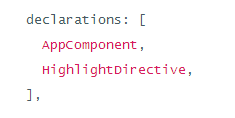 declarations: [
  AppComponent,
  HighlightDirective,
],